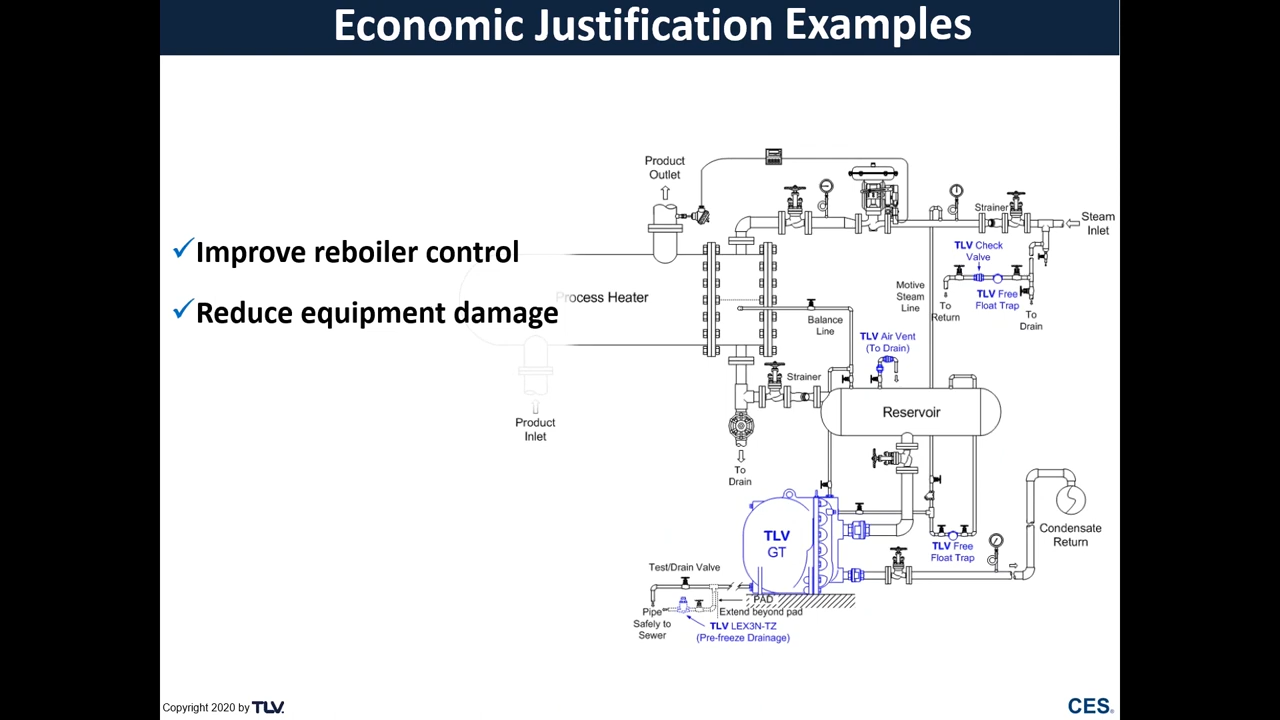 Economic Justification Examples
✓Improve reboiler control
✓Reduce equipment damage
Product
Outlet
Process Heater
Product
Inlet
Strainer
Steam
Inlet
TLV Check
Valve
TLV Free
Float Trap
To
Return
To
Drain
Motive
Steam
Line
Balance
Line
TLV Air Vent
(To Drain)
Strainer
Reservoir
To
Drain
TLV
GT
TLV Free
Float Trap
Condensate
Return
Test/Drain Valve
PAD
Extend beyond pad
Pipe
Safely to
Sewer
TLV LEX3N-TZ
(Pre-freeze Drainage)
Copyright 2020 by TLV.
CES®